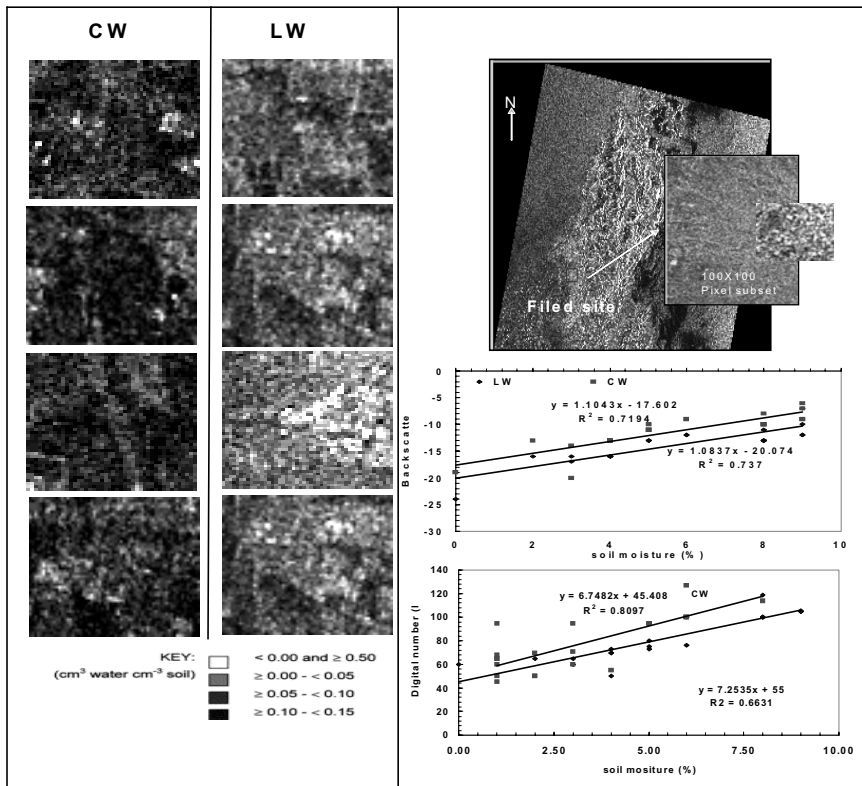 CW
LW
KEY:
(cm³ water cm⁻³ soil)
< 0.00 and ≥ 0.50
≥ 0.00 - < 0.05
≥ 0.05 - < 0.10
≥ 0.10 - < 0.15
N
100X100
Pixel subset
Filed site
LW
CW
y = 1.1043x - 17.602
R² = 0.7194
y = 1.0837x - 20.074
R² = 0.737
Backscatte
0
-5
-10
-15
-20
-25
-30
0 2 4 6 8 10
soil moisture (%)
y = 6.7482x + 45.408
R² = 0.8097
CW
y = 7.2535x + 55
R2 = 0.6631
Digital number (I
140
120
100
80
60
40
20
0
0.00 2.50 5.00 7.50 10.00
soil mositure (%)